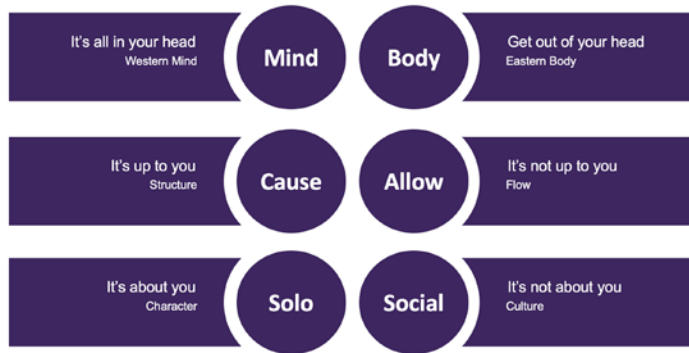 It's all in your head
Western Mind
Mind
Body
Get out of your head
Eastern Body
It's up to you
Structure
Cause
Allow
It's not up to you
Flow
It's about you
Character
Solo
Social
It's not about you
Culture